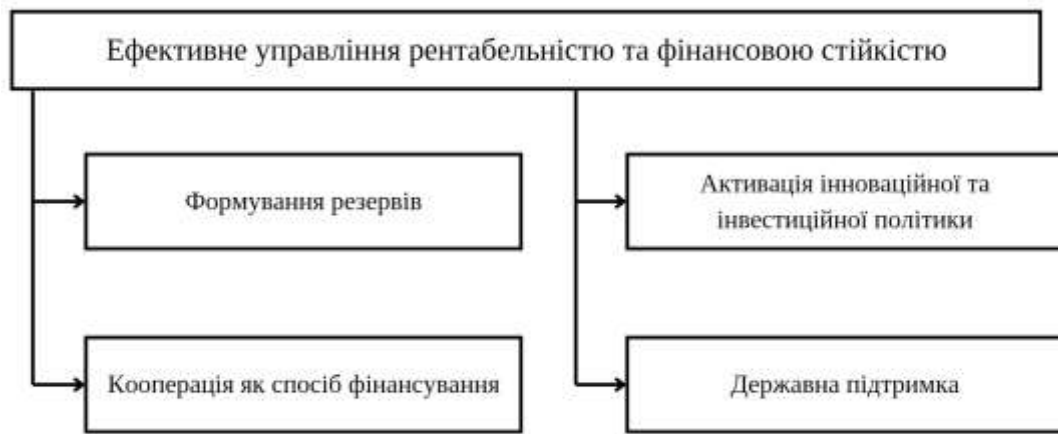 Ефективне управління рентабельністю та фінансовою стійкістю
Формування резервів
Активація інноваційної та
інвестиційної політики
Кооперація як спосіб фінансування
Державна підтримка